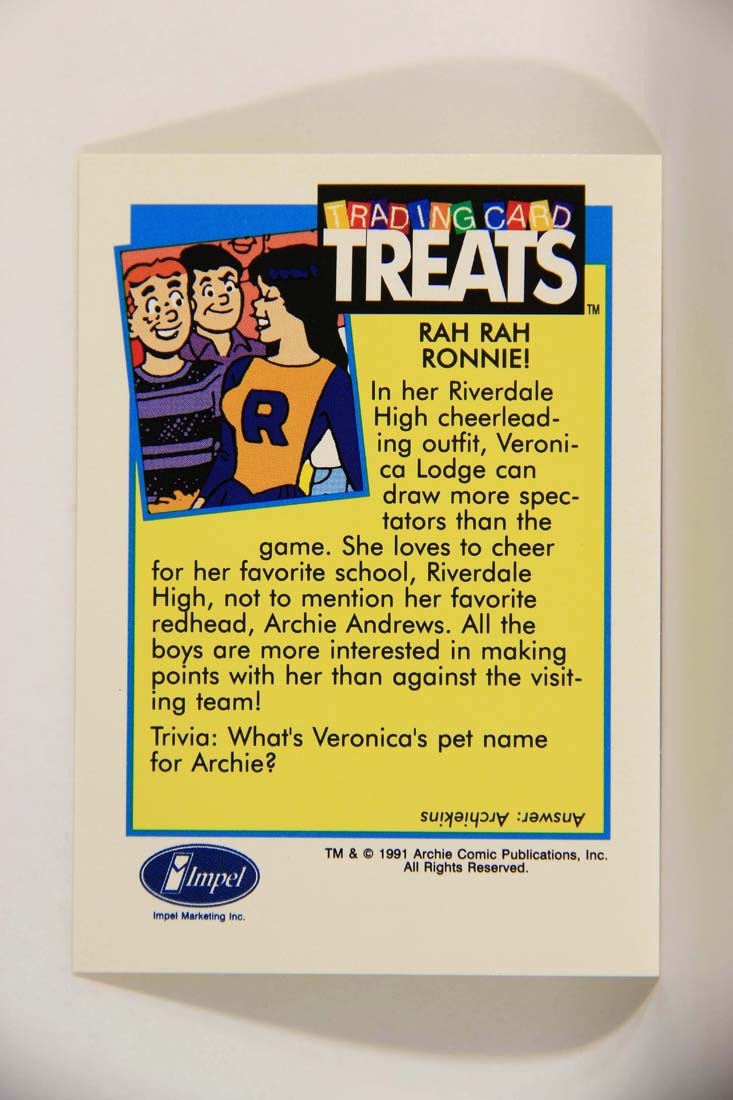 TRADING CARD
TREATS™
RAH RAH
RONNIE!
In her Riverdale
High cheerlead-
ing outfit, Veroni-
ca Lodge can
draw more spec-
tators than the
game. She loves to cheer
for her favorite school, Riverdale
High, not to mention her favorite
redhead, Archie Andrews. All the
boys are more interested in making
points with her than against the visit-
ing team!
Trivia: What's Veronica's pet name
for Archie?
Answer: Archiekins
R
Impel
Impel Marketing Inc.
TM & © 1991 Archie Comic Publications, Inc.
All Rights Reserved.